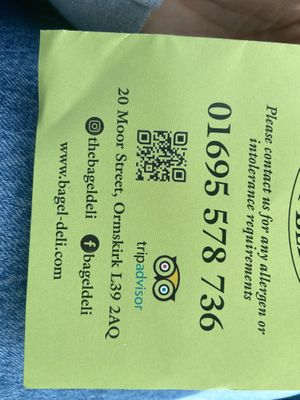 Please contact us for any allergen or
intolerance requirements
01695 578 736
tripadvisor
20 Moor Street, Ormskirk L39 2AQ
thebageldeli bageldeli
www.bagel-deli.com